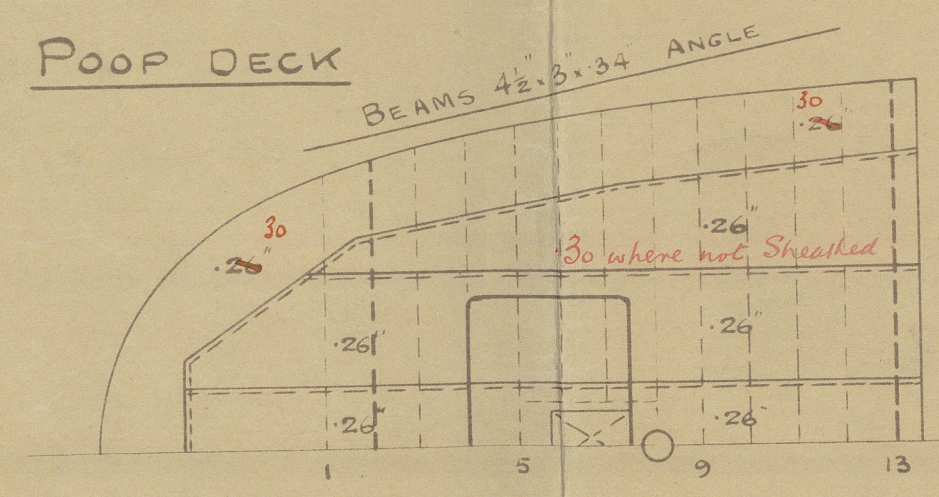 POOP DECK
BEAMS 4½" × 3" × ·34" ANGLE
30
·26"
30
·26"
·26"
30 where not Sheathed
·26"
·26"
·26"
·26"
1 5 9 13